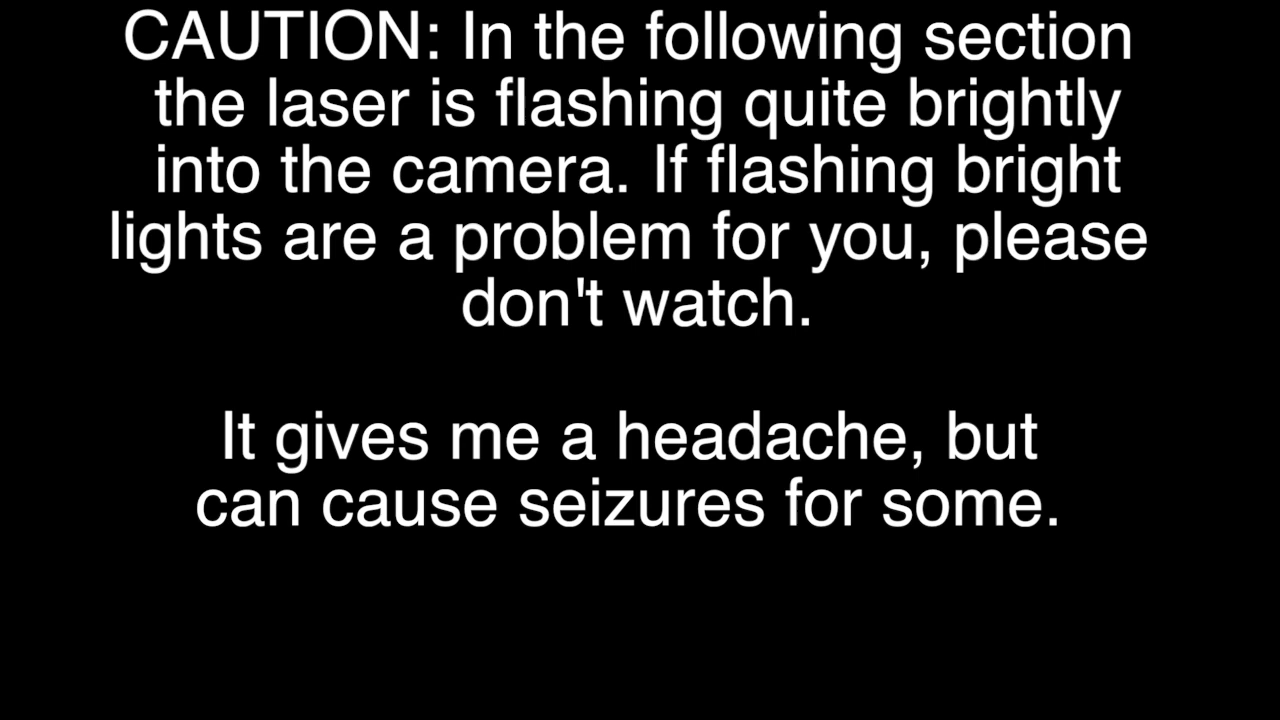 CAUTION: In the following section
the laser is flashing quite brightly
into the camera. If flashing bright
lights are a problem for you, please
don't watch.
It gives me a headache, but
can cause seizures for some.